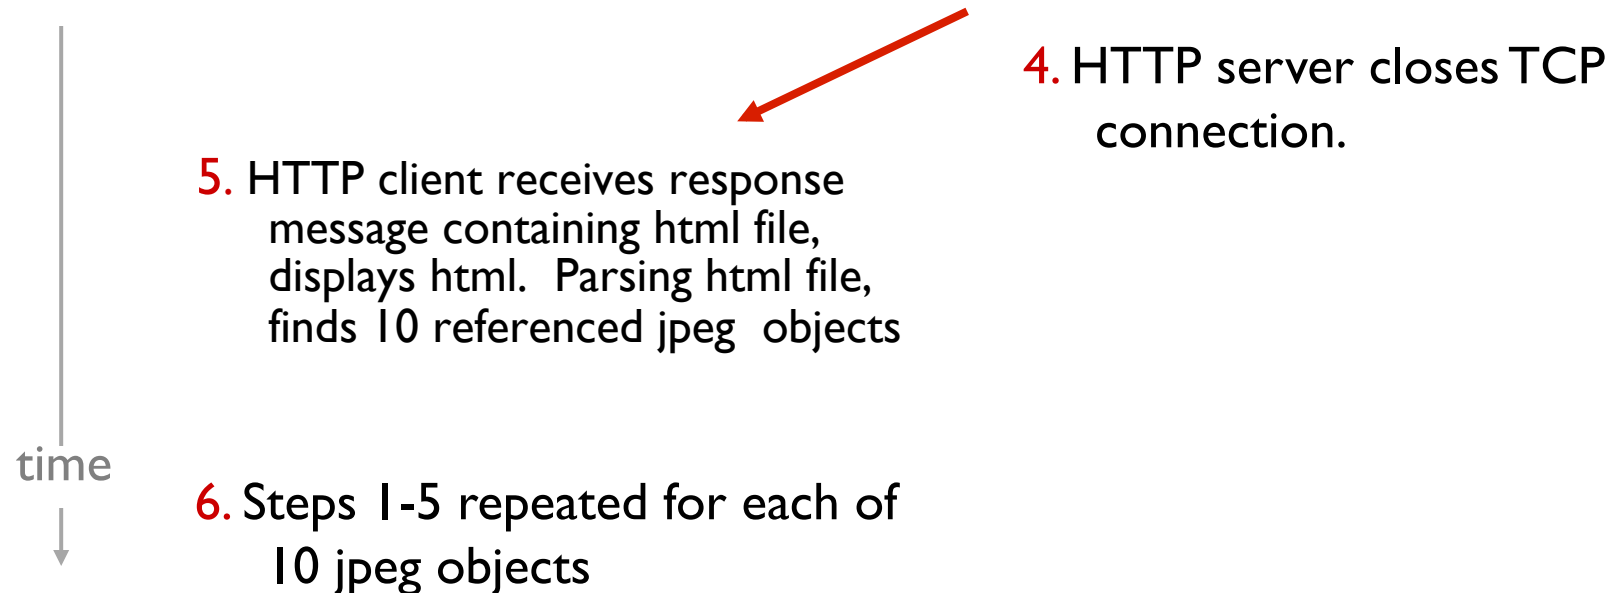 4. HTTP server closes TCP
connection.
5. HTTP client receives response
message containing html file,
displays html.  Parsing html file,
finds 10 referenced jpeg  objects
time
6. Steps 1-5 repeated for each of
10 jpeg objects